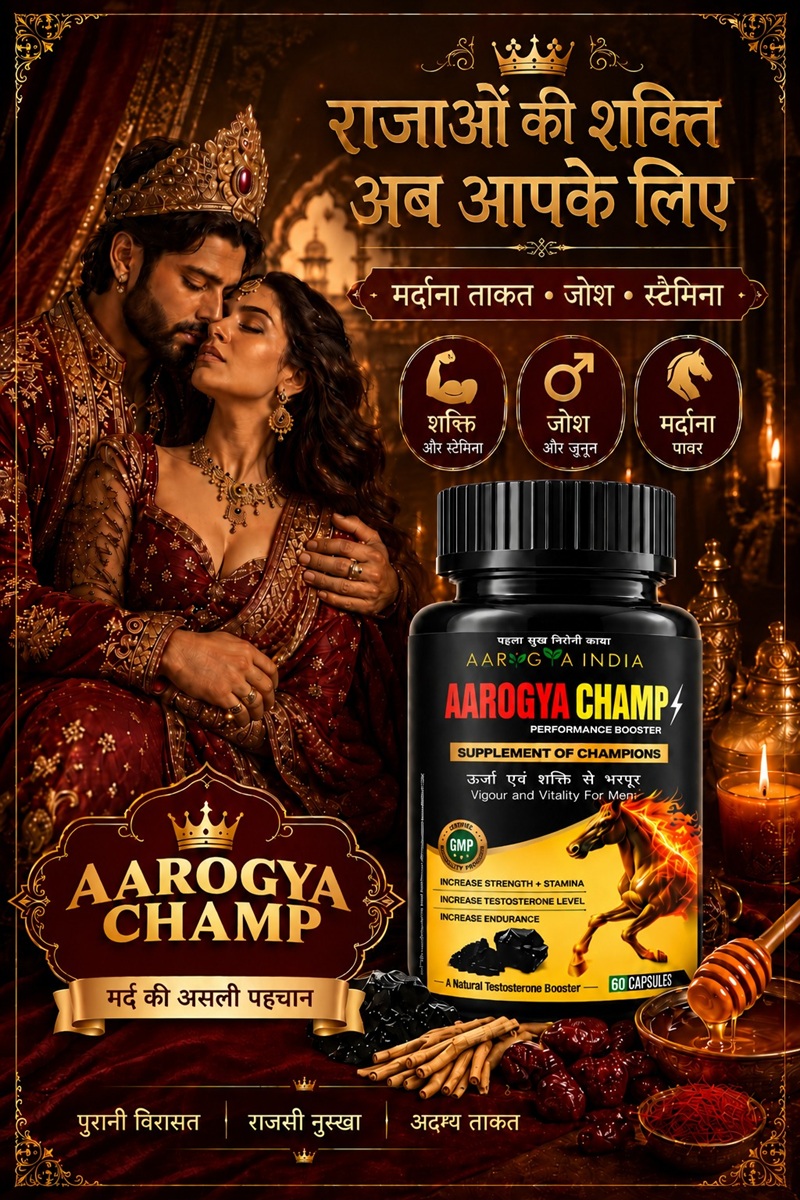 राजाओं की शक्ति
अब आपके लिए
मर्दाना ताकत • जोश • स्टैमिना
शक्ति
और स्टेमिना
जोश
और जूनून
मर्दाना
पावर
पहला सुख निरोगी काया
AAROGYA INDIA
AAROGYA CHAMP
PERFORMANCE BOOSTER
SUPPLEMENT OF CHAMPIONS
ऊर्जा एवं शक्ति से भरपूर
Vigour and Vitality For Men
CERTIFIED
GMP
INCREASE STRENGTH + STAMINA
INCREASE TESTOSTERONE LEVEL
INCREASE ENDURANCE
A Natural Testosterone Booster
60 CAPSULES
AAROGYA
CHAMP
मर्द की असली पहचान
पुरानी विरासत
राजसी नुस्खा
अदम्य ताकत